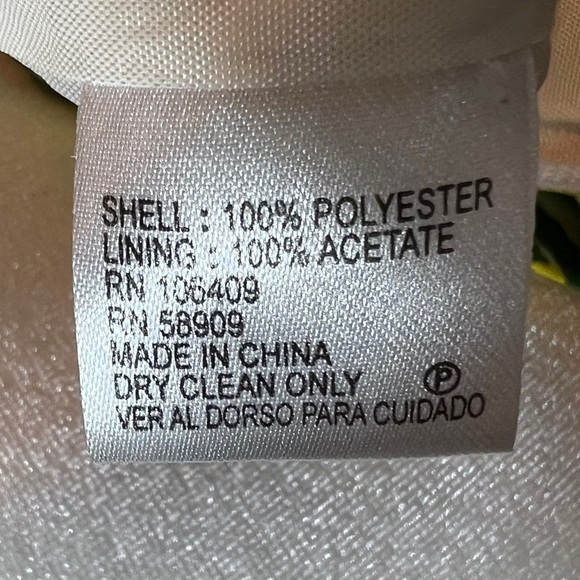 SHELL : 100% POLYESTER
LINING : 100% ACETATE
RN 106409
RN 58909
MADE IN CHINA
DRY CLEAN ONLY Ⓟ
VER AL DORSO PARA CUIDADO